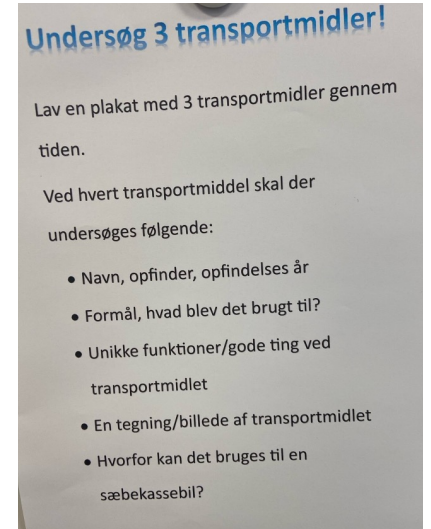 Undersøg 3 transportmidler!
Lav en plakat med 3 transportmidler gennem
tiden.
Ved hvert transportmiddel skal der
undersøges følgende:
• Navn, opfinder, opfindelses år
• Formål, hvad blev det brugt til?
• Unikke funktioner/gode ting ved
transportmidlet
• En tegning/billede af transportmidlet
• Hvorfor kan det bruges til en
sæbekassebil?